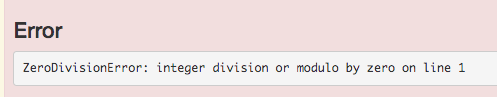 Error
ZeroDivisionError: integer division or modulo by zero on line 1